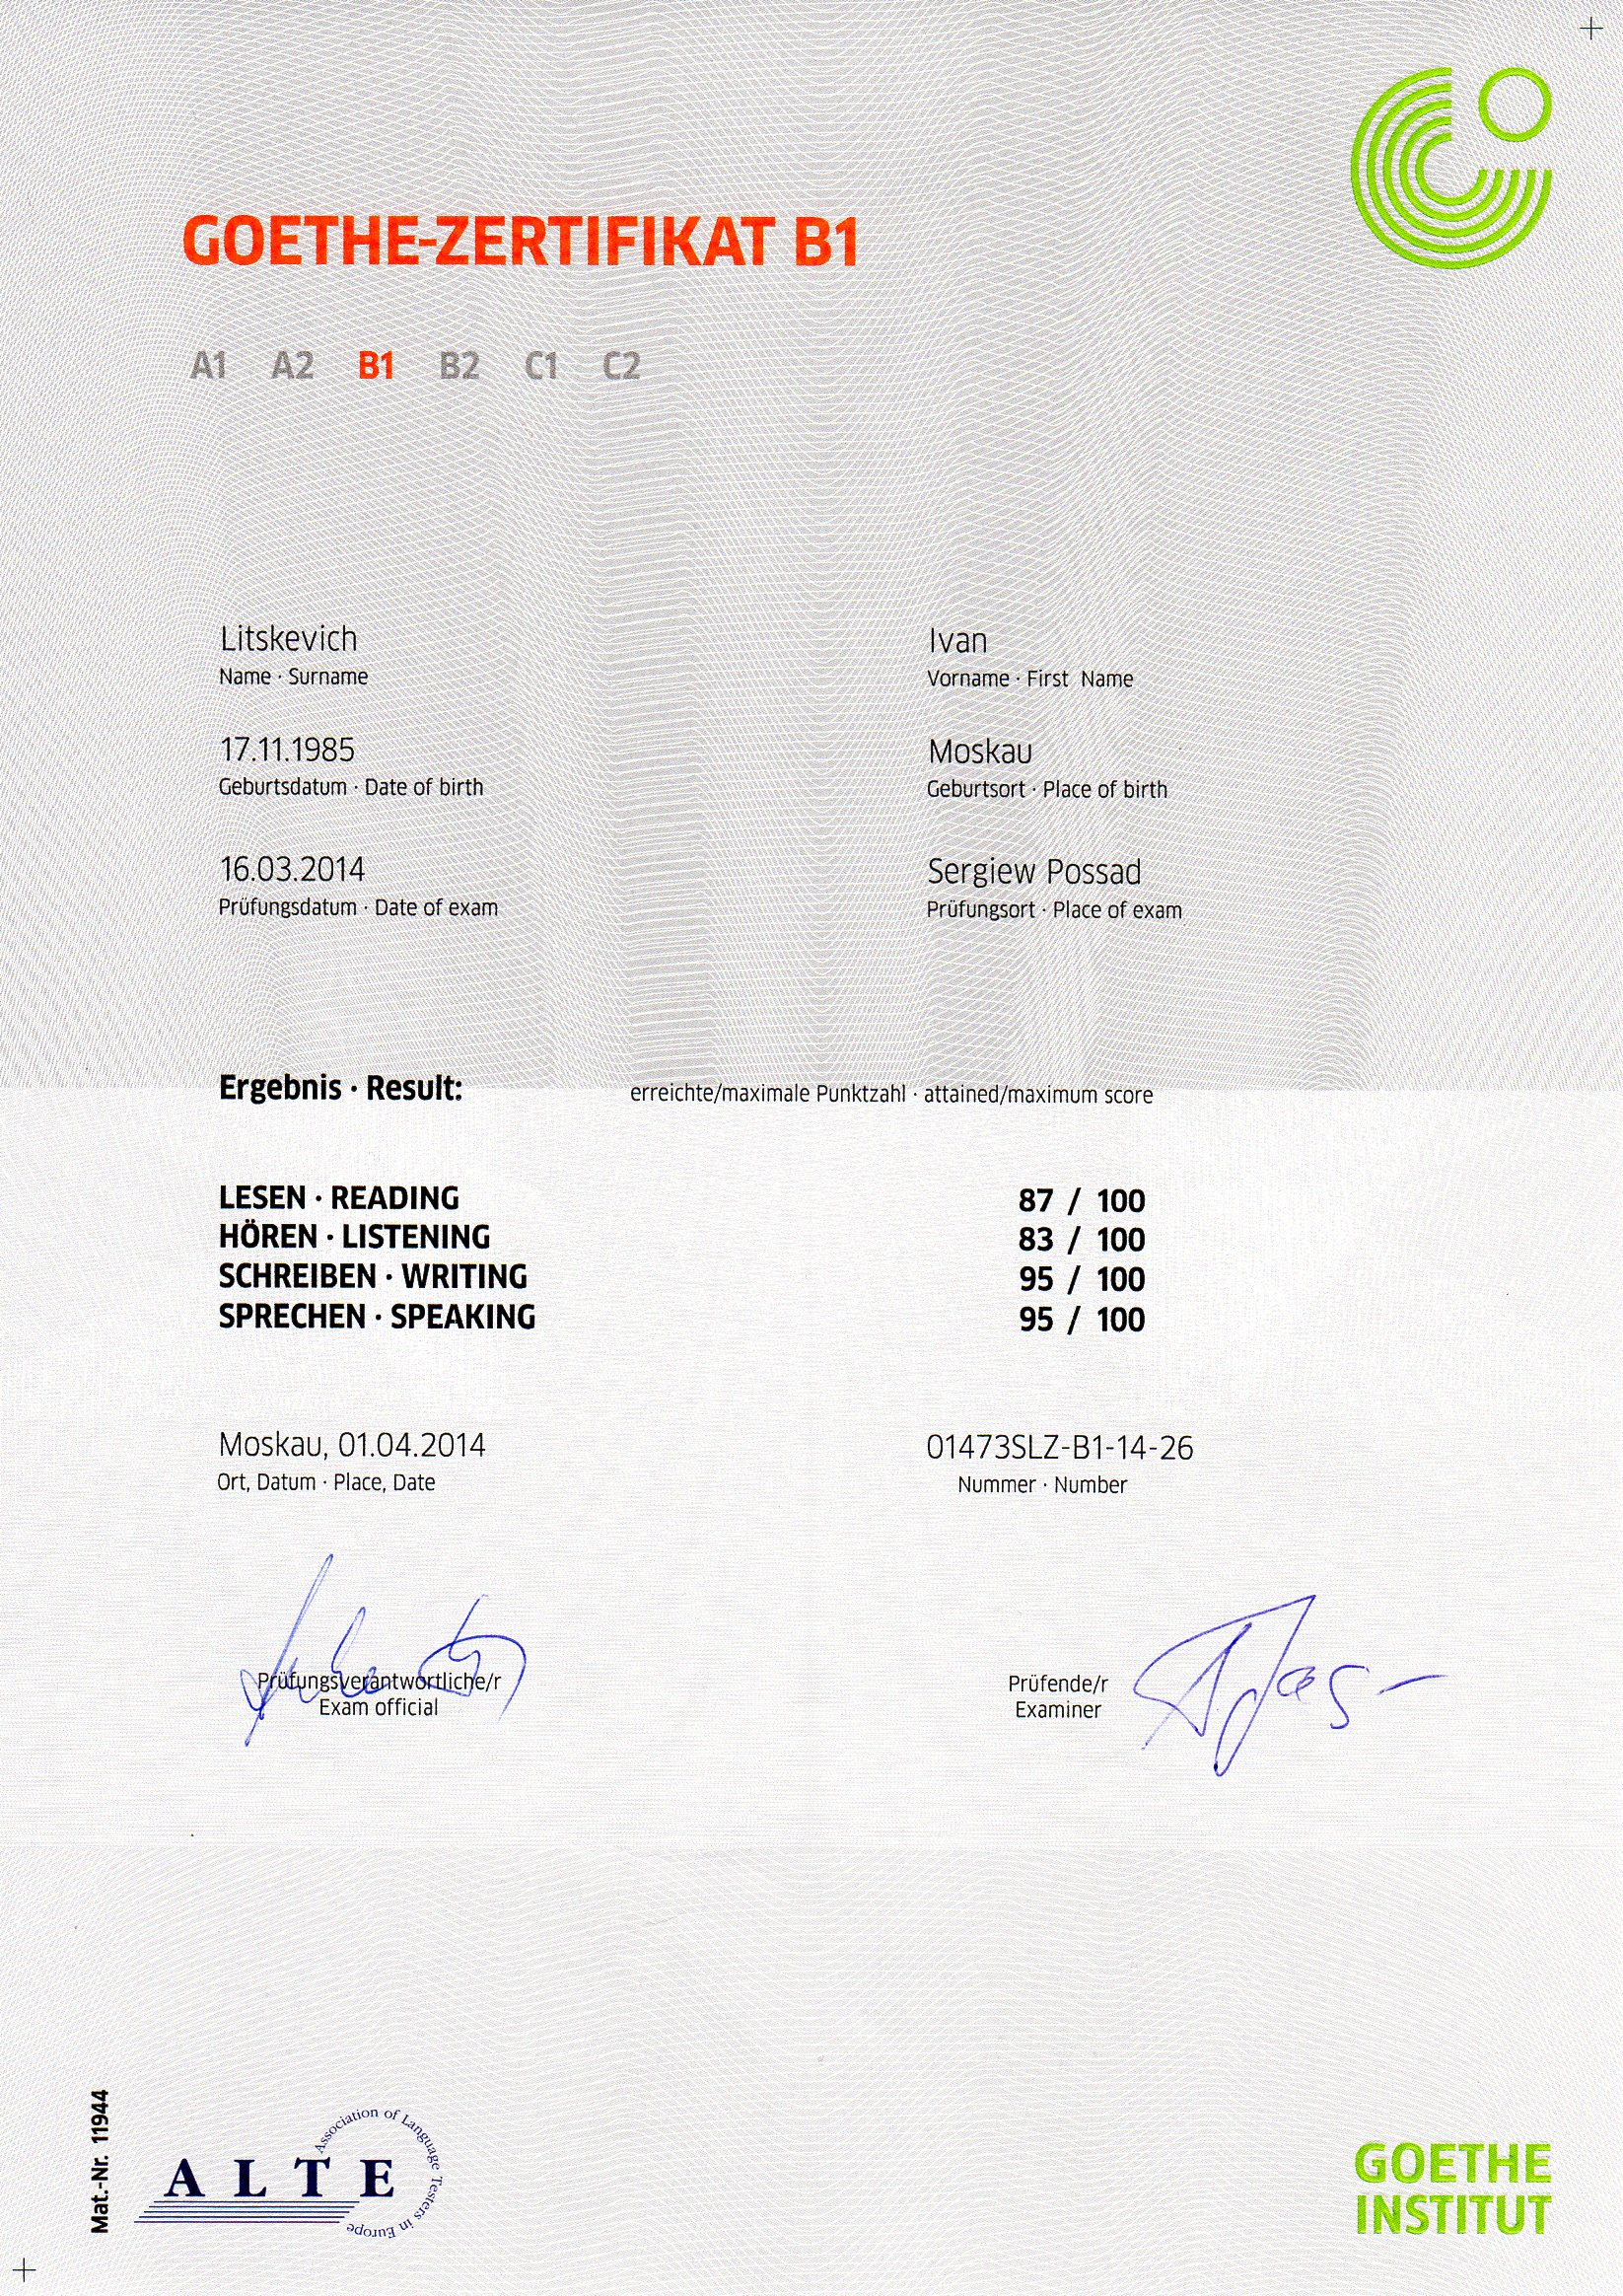 GOETHE-ZERTIFIKAT B1
A1 A2 B1 B2 C1 C2
Litskevich
Name · Surname
Ivan
Vorname · First Name
17.11.1985
Geburtsdatum · Date of birth
Moskau
Geburtsort · Place of birth
16.03.2014
Prüfungsdatum · Date of exam
Sergiew Possad
Prüfungsort · Place of exam
Ergebnis · Result: erreichte/maximale Punktzahl · attained/maximum score
LESEN · READING 87 / 100
HÖREN · LISTENING 83 / 100
SCHREIBEN · WRITING 95 / 100
SPRECHEN · SPEAKING 95 / 100
Moskau, 01.04.2014
Ort, Datum · Place, Date
01473SLZ-B1-14-26
Nummer · Number
Prüfungsverantwortliche/r
Exam official
Prüfende/r
Examiner
Mat.-Nr. 11944
ALTE
Association of Language Testers in Europe
GOETHE
INSTITUT